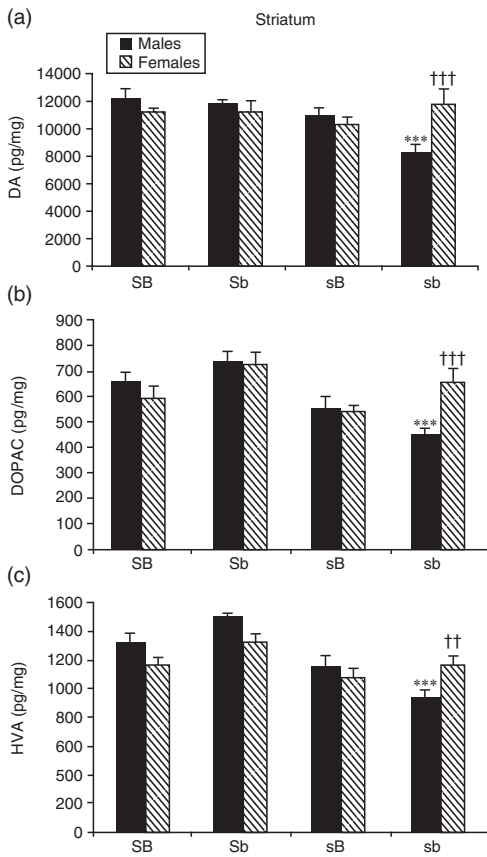 (a)
Striatum
Males
Females
14000
12000
10000
8000
6000
4000
2000
0
DA (pg/mg)
***
†††
SB Sb sB sb
(b)
900
800
700
600
500
400
300
200
100
0
DOPAC (pg/mg)
***
†††
SB Sb sB sb
(c)
1600
1400
1200
1000
800
600
500
200
0
HVA (pg/mg)
***
††
SB Sb sB sb